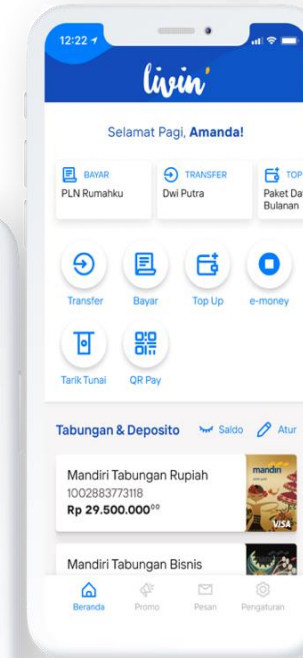 12:22
livin'
Selamat Pagi, Amanda!
BAYAR
PLN Rumahku
TRANSFER
Dwi Putra
TOP
Paket Da
Bulanan
Transfer
Bayar
Top Up
e-money
Tarik Tunai
QR Pay
Tabungan & Deposito
Saldo
Atur
Mandiri Tabungan Rupiah
1002883773118
Rp 29.500.000⁰⁰
mandiri
VISA
Mandiri Tabungan Bisnis
Beranda
Promo
Pesan
Pengaturan